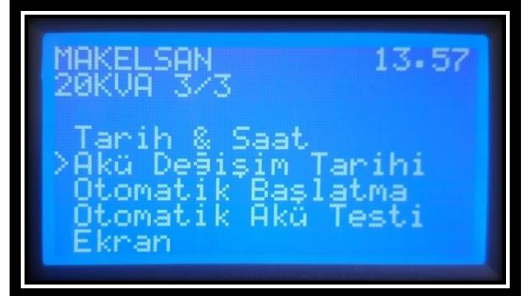 MAKELSAN 13.57
20KVA 3/3
Tarih & Saat
>Akü Değişim Tarihi
Otomatik Başlatma
Otomatik Akü Testi
Ekran